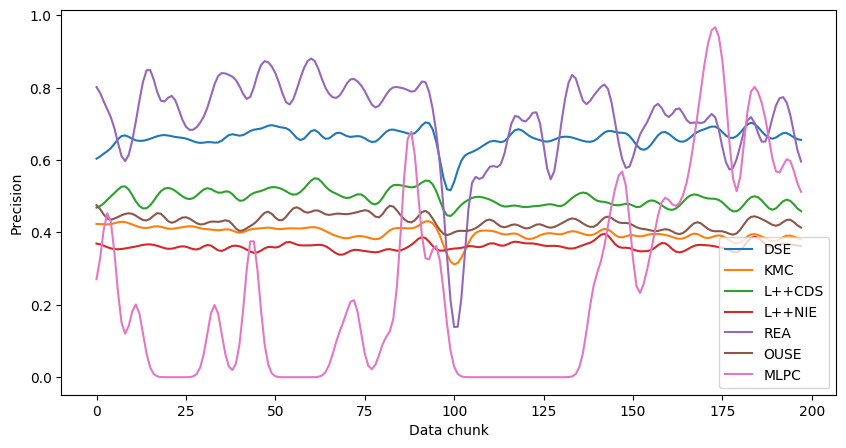 1.0
0.8
0.6
0.4
0.2
0.0
Precision
0 25 50 75 100 125 150 175 200
Data chunk
DSE
KMC
L++CDS
L++NIE
REA
OUSE
MLPC